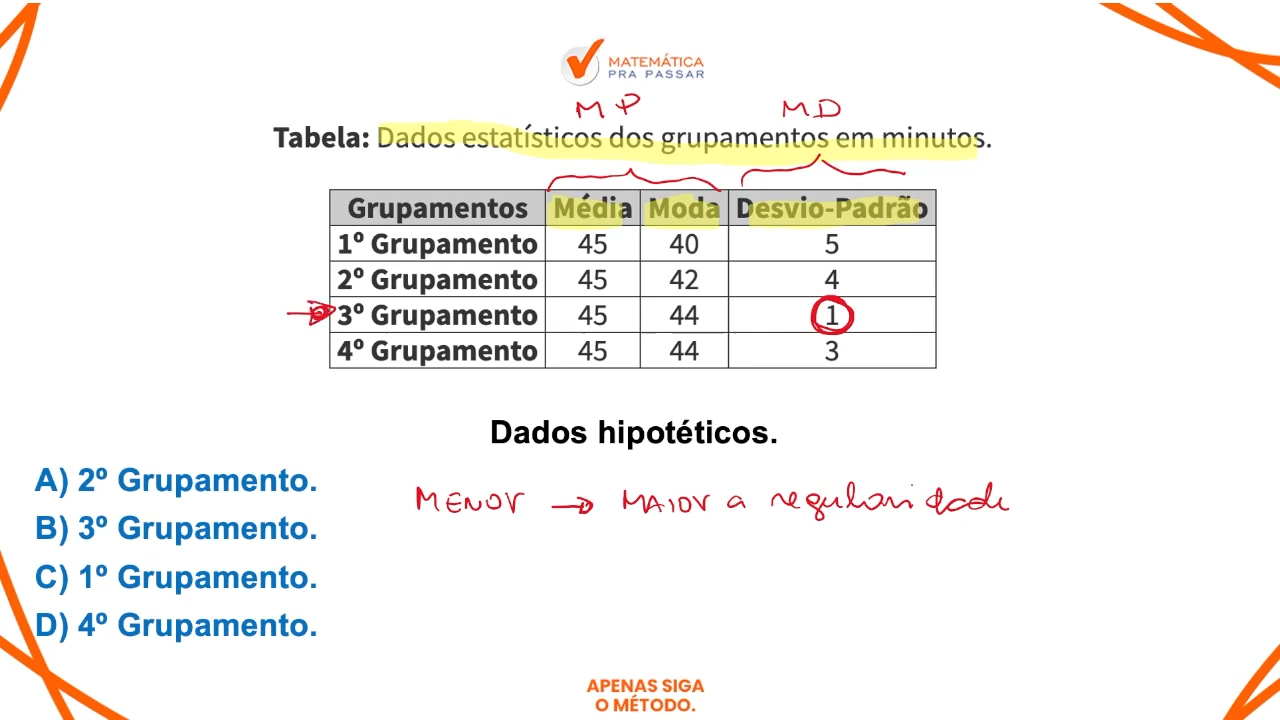 MATEMÁTICA
PRA PASSAR
MP
MD
Tabela: Dados estatísticos dos grupamentos em minutos.
Grupamentos Média Moda Desvio-Padrão
1º Grupamento 45 40 5
2º Grupamento 45 42 4
3º Grupamento 45 44 1
4º Grupamento 45 44 3
Dados hipotéticos.
A) 2º Grupamento.
B) 3º Grupamento.
C) 1º Grupamento.
D) 4º Grupamento.
MENOr → MAIOr a regularidade
APENAS SIGA
O MÉTODO.